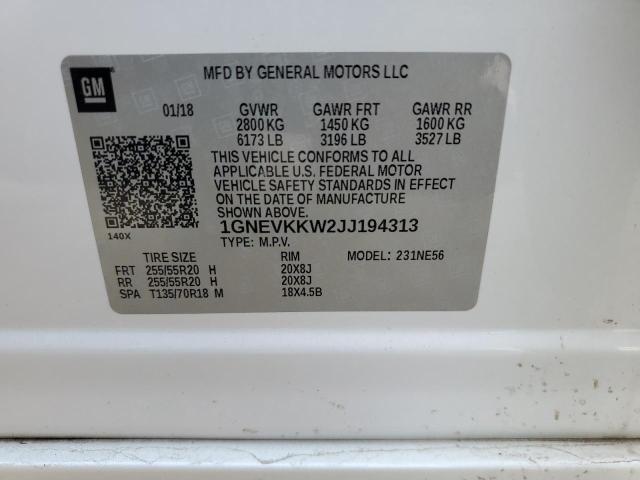 GM
MFD BY GENERAL MOTORS LLC
01/18 GVWR GAWR FRT GAWR RR
2800 KG 1450 KG 1600 KG
6173 LB 3196 LB 3527 LB
THIS VEHICLE CONFORMS TO ALL
APPLICABLE U.S. FEDERAL MOTOR
VEHICLE SAFETY STANDARDS IN EFFECT
ON THE DATE OF MANUFACTURE
SHOWN ABOVE.
1GNEVKKW2JJ194313
140X
TYPE: M.P.V. MODEL: 231NE56
TIRE SIZE RIM
FRT 255/55R20 H 20X8J
RR 255/55R20 H 20X8J
SPA T135/70R18 M 18X4.5B